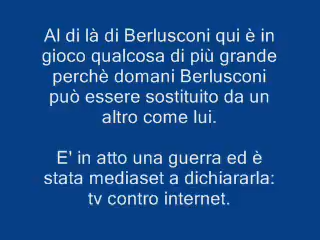 Al di là di Berlusconi qui è in
gioco qualcosa di più grande
perchè domani Berlusconi
può essere sostituito da un
altro come lui.
E' in atto una guerra ed è
stata mediaset a dichiararla:
tv contro internet.